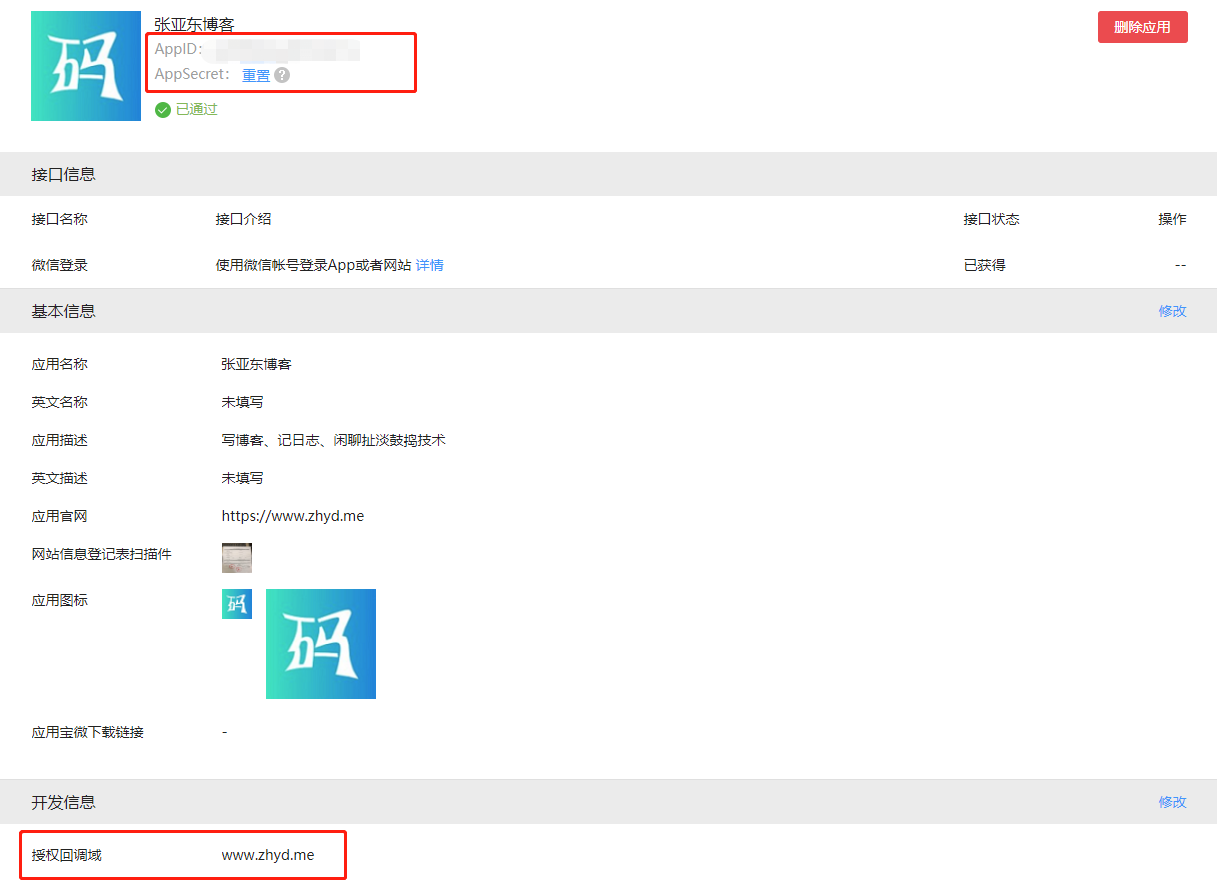 码
张亚东博客
删除应用
AppID:
AppSecret: 重置 ?
已通过
接口信息
接口名称 接口介绍 接口状态 操作
微信登录 使用微信帐号登录App或者网站 详情 已获得 --
基本信息 修改
应用名称 张亚东博客
英文名称 未填写
应用描述 写博客、记日志、闲聊扯淡鼓捣技术
英文描述 未填写
应用官网 https://www.zhyd.me
网站信息登记表扫描件
应用图标 码 码
应用宝微下载链接 -
开发信息 修改
授权回调域 www.zhyd.me